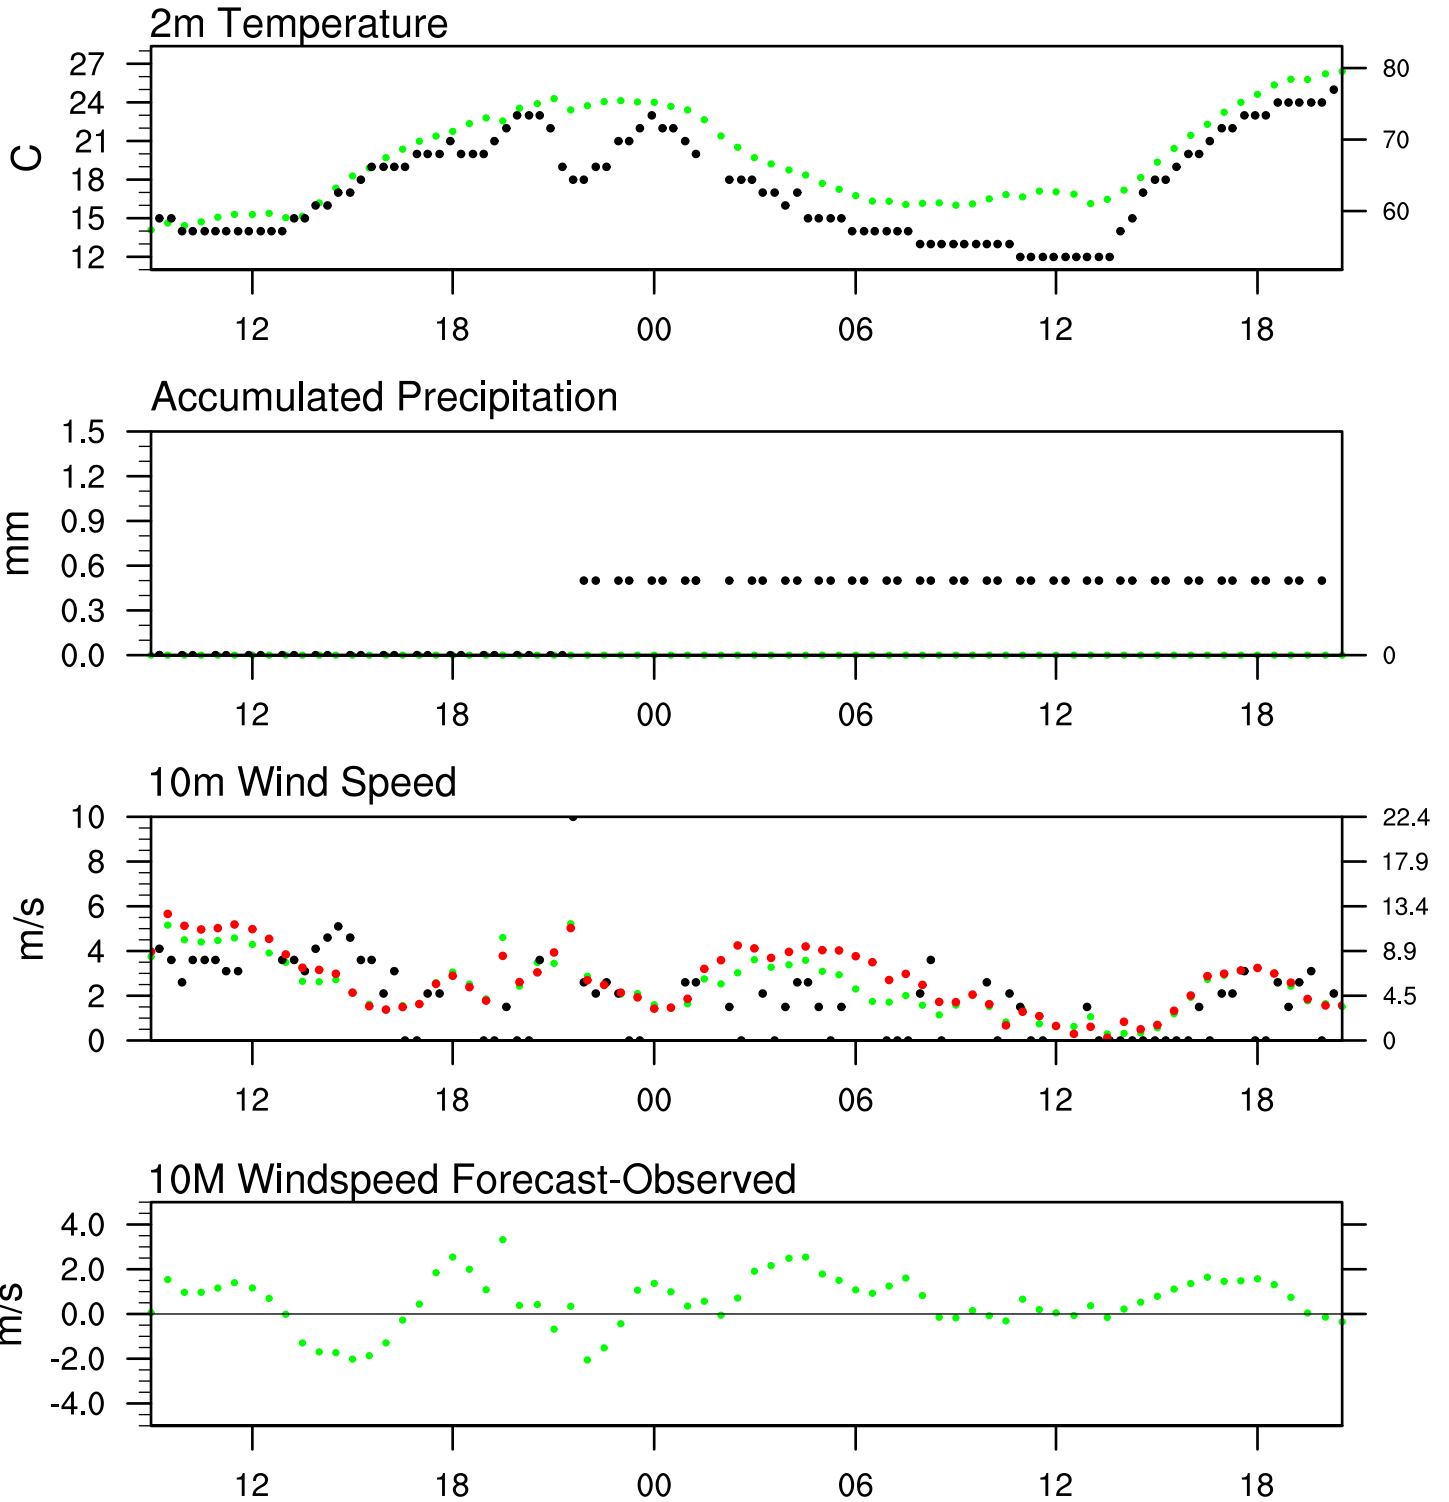 2m Temperature
27
24
21
18
15
12
C
80
70
60
12 18 00 06 12 18
Accumulated Precipitation
1.5
1.2
0.9
0.6
0.3
0.0
mm
0
12 18 00 06 12 18
10m Wind Speed
10
8
6
4
2
0
m/s
22.4
17.9
13.4
8.9
4.5
0
12 18 00 06 12 18
10M Windspeed Forecast-Observed
4.0
2.0
0.0
-2.0
-4.0
m/s
12 18 00 06 12 18